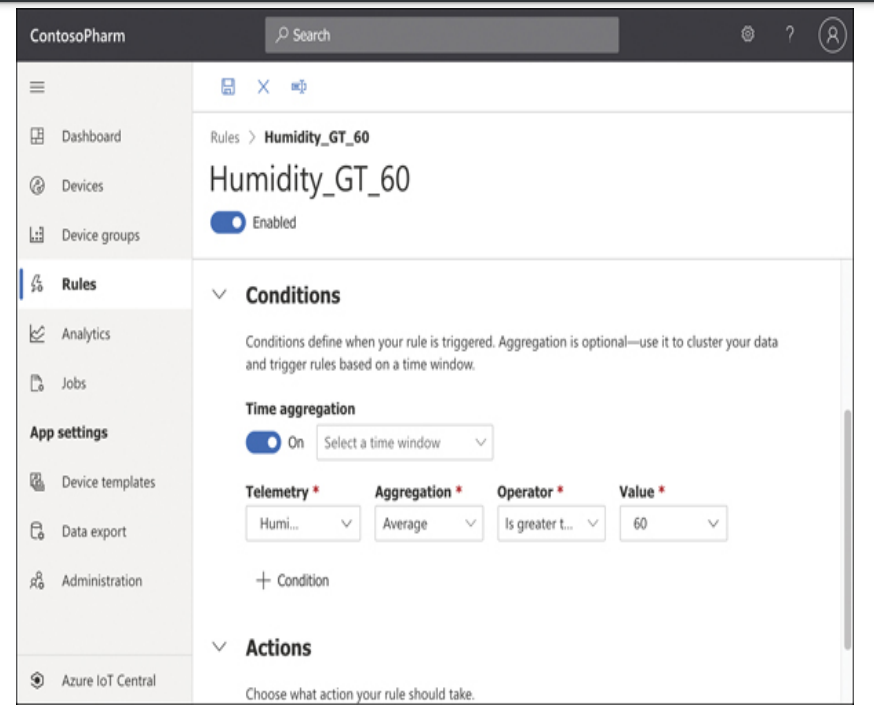 ContosoPharm
Search
?
Dashboard
Devices
Device groups
Rules
Analytics
Jobs
App settings
Device templates
Data export
Administration
Azure IoT Central
Rules > Humidity_GT_60
Humidity_GT_60
Enabled
Conditions
Conditions define when your rule is triggered. Aggregation is optional—use it to cluster your data
and trigger rules based on a time window.
Time aggregation
On Select a time window
Telemetry * Aggregation * Operator * Value *
Humi... Average Is greater t... 60
+ Condition
Actions
Choose what action your rule should take.